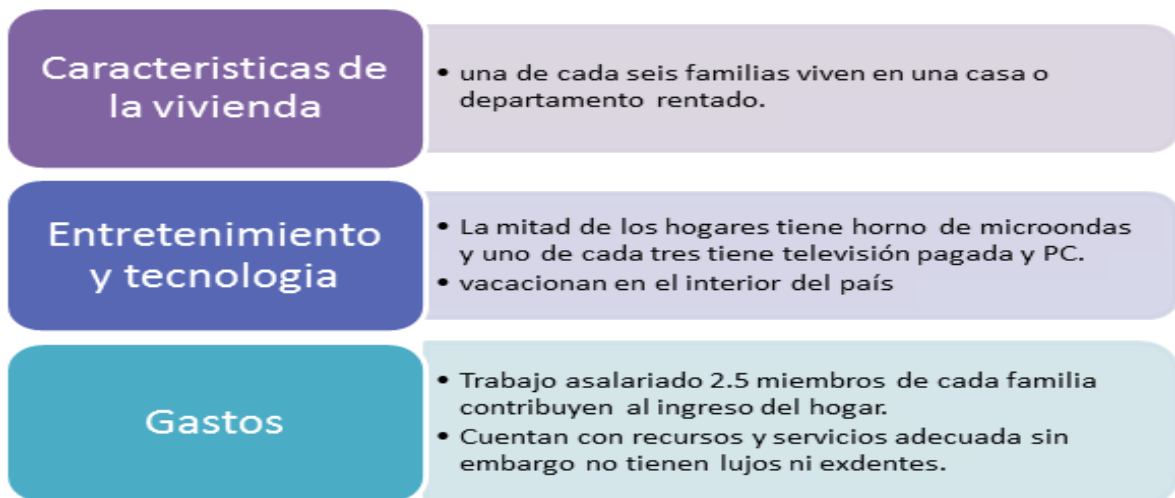 Caracteristicas de
la vivienda
• una de cada seis familias viven en una casa o
departamento rentado.
Entretenimiento
y tecnologia
• La mitad de los hogares tiene horno de microondas
y uno de cada tres tiene televisión pagada y PC.
• vacacionan en el interior del país
Gastos
• Trabajo asalariado 2.5 miembros de cada familia
contribuyen al ingreso del hogar.
• Cuentan con recursos y servicios adecuada sin
embargo no tienen lujos ni exdentes.